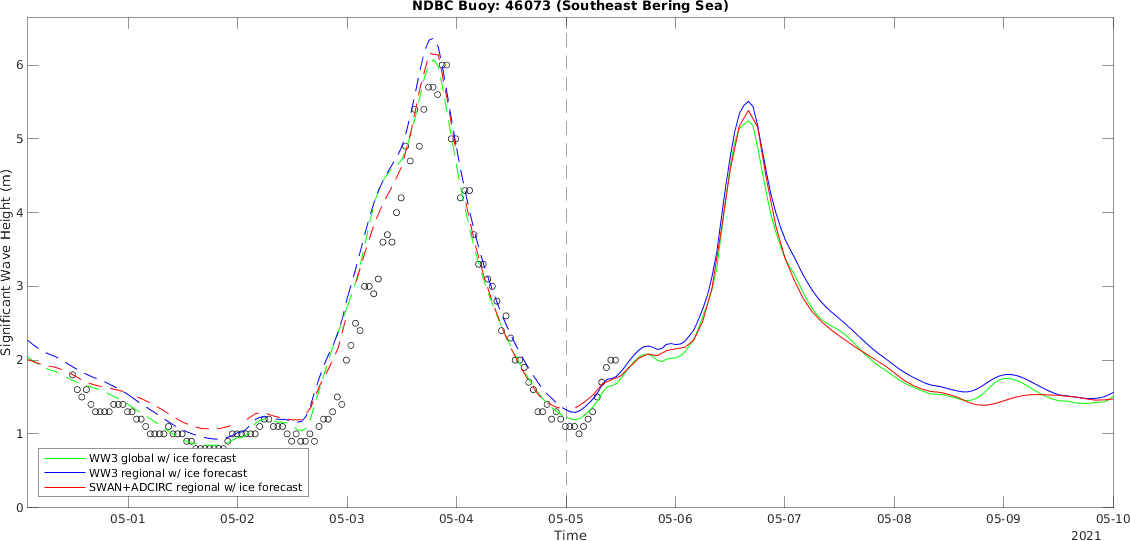 NDBC Buoy: 46073 (Southeast Bering Sea)
Significant Wave Height (m)
6
5
4
3
2
1
0
WW3 global w/ ice forecast
WW3 regional w/ ice forecast
SWAN+ADCIRC regional w/ ice forecast
05-01 05-02 05-03 05-04 05-05 05-06 05-07 05-08 05-09 05-10
Time
2021